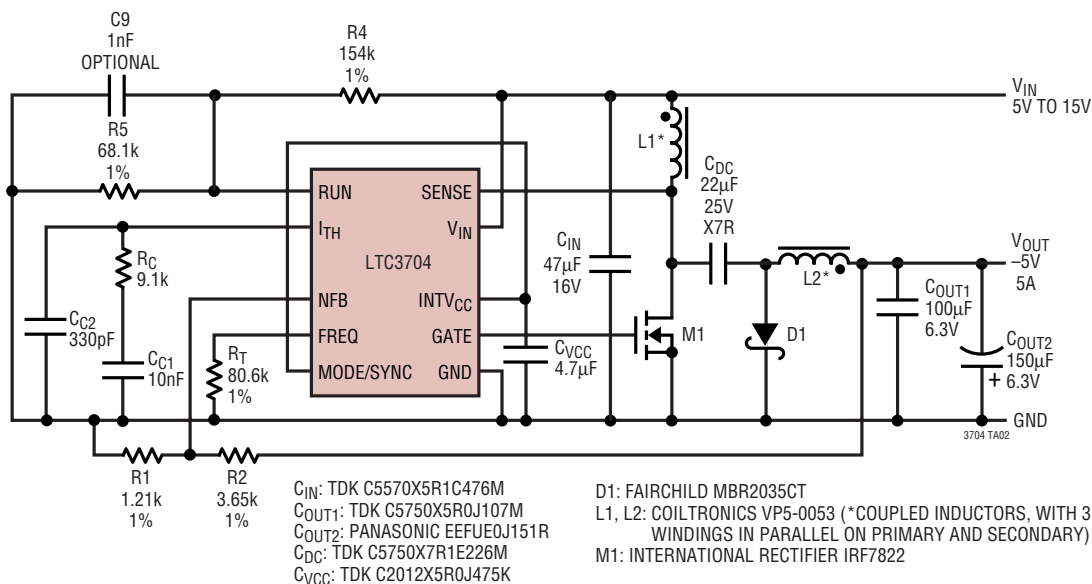 C9
1nF
OPTIONAL
R4
154k
1%
VIN
5V TO 15V
R5
68.1k
1%
L1*
CDC
22µF
25V
X7R
RUN
SENSE
ITH
VIN
LTC3704
NFB
INTVCC
FREQ
GATE
MODE/SYNC
GND
RC
9.1k
CC2
330pF
CC1
10nF
RT
80.6k
1%
CVCC
4.7µF
CIN
47µF
16V
M1
L2*
D1
VOUT
–5V
5A
COUT1
100µF
6.3V
COUT2
150µF
+ 6.3V
GND
3704 TA02
R1
1.21k
1%
R2
3.65k
1%
CIN: TDK C5570X5R1C476M
COUT1: TDK C5750X5R0J107M
COUT2: PANASONIC EEFUE0J151R
CDC: TDK C5750X7R1E226M
CVCC: TDK C2012X5R0J475K
D1: FAIRCHILD MBR2035CT
L1, L2: COILTRONICS VP5-0053 (*COUPLED INDUCTORS, WITH 3
WINDINGS IN PARALLEL ON PRIMARY AND SECONDARY)
M1: INTERNATIONAL RECTIFIER IRF7822